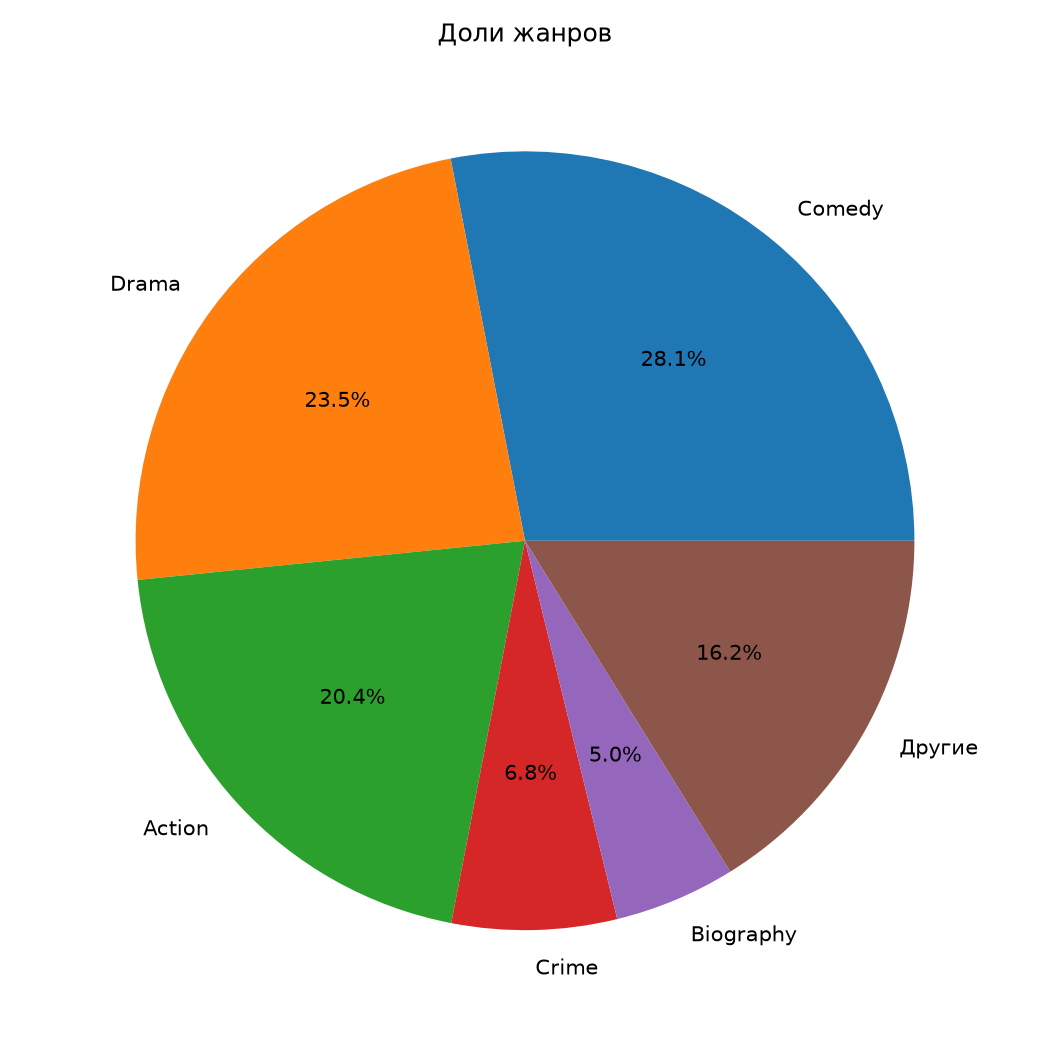 Доли жанров
Comedy
Drama
28.1%
23.5%
16.2%
20.4%
Другие
5.0%
6.8%
Action
Biography
Crime